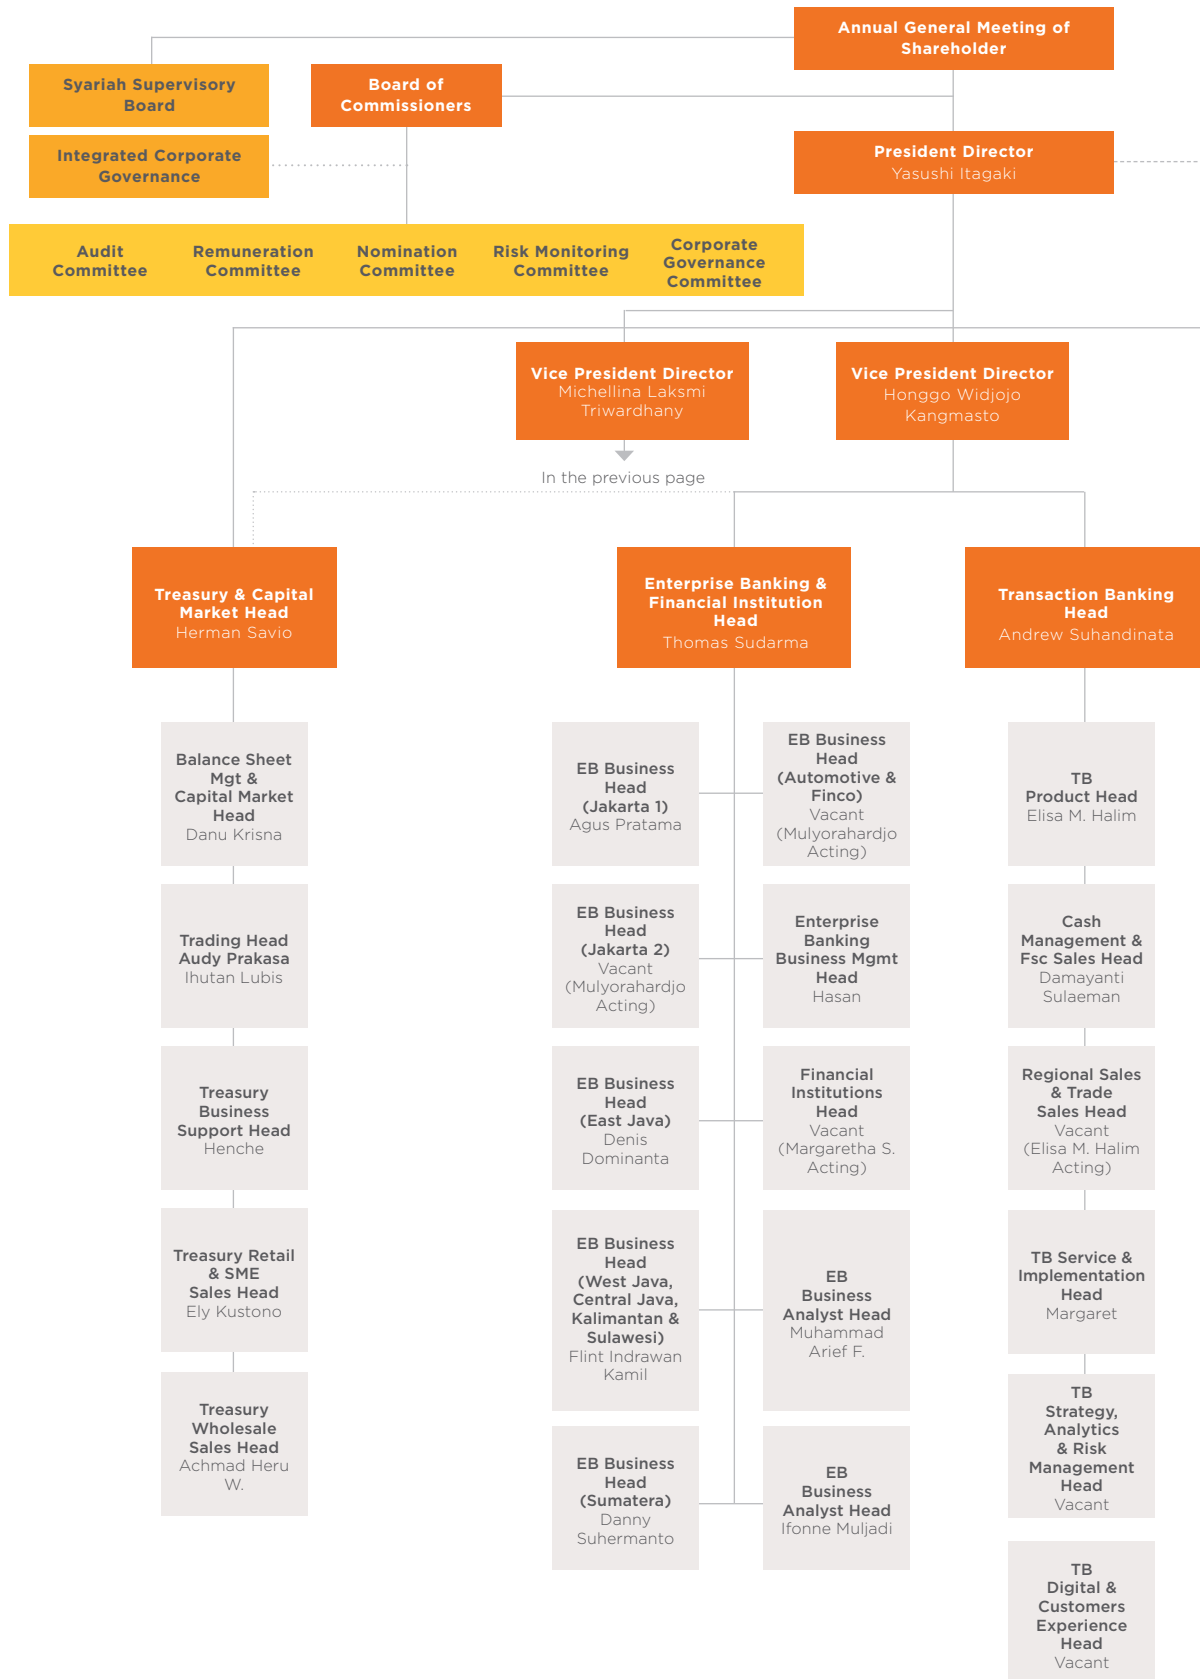 Annual General Meeting of
Shareholder
Syariah Supervisory
Board
Board of
Commissioners
Integrated Corporate
Governance
President Director
Yasushi Itagaki
Audit
Committee
Remuneration
Committee
Nomination
Committee
Risk Monitoring
Committee
Corporate
Governance
Committee
Vice President Director
Michellina Laksmi
Triwardhany
Vice President Director
Honggo Widjojo
Kangmasto
In the previous page
Treasury & Capital
Market Head
Herman Savio
Enterprise Banking &
Financial Institution
Head
Thomas Sudarma
Transaction Banking
Head
Andrew Suhandinata
Balance Sheet
Mgt &
Capital Market
Head
Danu Krisna
Trading Head
Audy Prakasa
Ihutan Lubis
Treasury
Business
Support Head
Henche
Treasury Retail
& SME
Sales Head
Ely Kustono
Treasury
Wholesale
Sales Head
Achmad Heru
W.
EB Business
Head
(Jakarta 1)
Agus Pratama
EB Business
Head
(Jakarta 2)
Vacant
(Mulyorahardjo
Acting)
EB Business
Head
(East Java)
Denis
Dominanta
EB Business
Head
(West Java,
Central Java,
Kalimantan &
Sulawesi)
Flint Indrawan
Kamil
EB Business
Head
(Sumatera)
Danny
Suhermanto
EB Business
Head
(Automotive &
Finco)
Vacant
(Mulyorahardjo
Acting)
Enterprise
Banking
Business Mgmt
Head
Hasan
Financial
Institutions
Head
Vacant
(Margaretha S.
Acting)
EB
Business
Analyst Head
Muhammad
Arief F.
EB
Business
Analyst Head
Ifonne Muljadi
TB
Product Head
Elisa M. Halim
Cash
Management &
Fsc Sales Head
Damayanti
Sulaeman
Regional Sales
& Trade
Sales Head
Vacant
(Elisa M. Halim
Acting)
TB Service &
Implementation
Head
Margaret
TB
Strategy,
Analytics
& Risk
Management
Head
Vacant
TB
Digital &
Customers
Experience
Head
Vacant